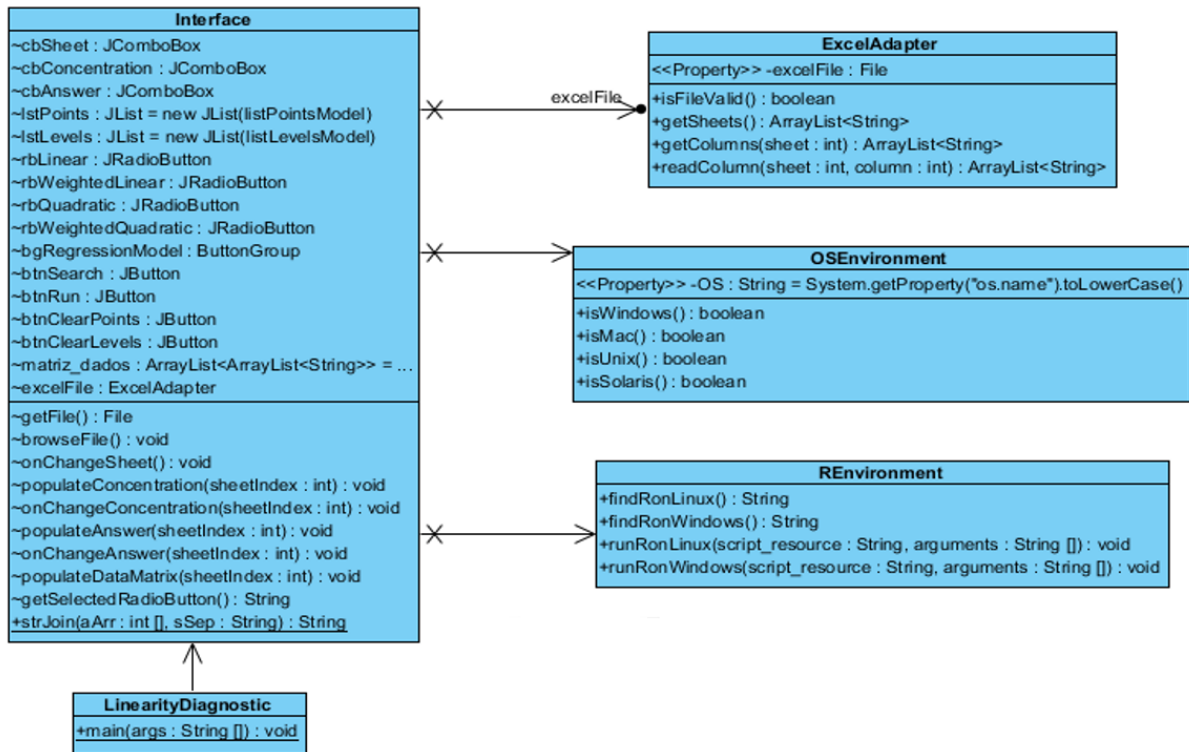 Interface
~cbSheet : JComboBox
~cbConcentration : JComboBox
~cbAnswer : JComboBox
~lstPoints : JList = new JList(listPointsModel)
~lstLevels : JList = new JList(listLevelsModel)
~rbLinear : JRadioButton
~rbWeightedLinear : JRadioButton
~rbQuadratic : JRadioButton
~rbWeightedQuadratic : JRadioButton
~bgRegressionModel : ButtonGroup
~btnSearch : JButton
~btnRun : JButton
~btnClearPoints : JButton
~btnClearLevels : JButton
~matriz_dados : ArrayList<ArrayList<String>> = ...
~excelFile : ExcelAdapter
~getFile() : File
~browseFile() : void
~onChangeSheet() : void
~populateConcentration(sheetIndex : int) : void
~onChangeConcentration(sheetIndex : int) : void
~populateAnswer(sheetIndex : int) : void
~onChangeAnswer(sheetIndex : int) : void
~populateDataMatrix(sheetIndex : int) : void
~getSelectedRadioButton() : String
+strJoin(aArr : int [], sSep : String) : String
excelFile
ExcelAdapter
<<Property>> -excelFile : File
+isFileValid() : boolean
+getSheets() : ArrayList<String>
+getColumns(sheet : int) : ArrayList<String>
+readColumn(sheet : int, column : int) : ArrayList<String>
OSEnvironment
<<Property>> -OS : String = System.getProperty("os.name").toLowerCase()
+isWindows() : boolean
+isMac() : boolean
+isUnix() : boolean
+isSolaris() : boolean
REnvironment
+findRonLinux() : String
+findRonWindows() : String
+runRonLinux(script_resource : String, arguments : String []) : void
+runRonWindows(script_resource : String, arguments : String []) : void
LinearityDiagnostic
+main(args : String []) : void